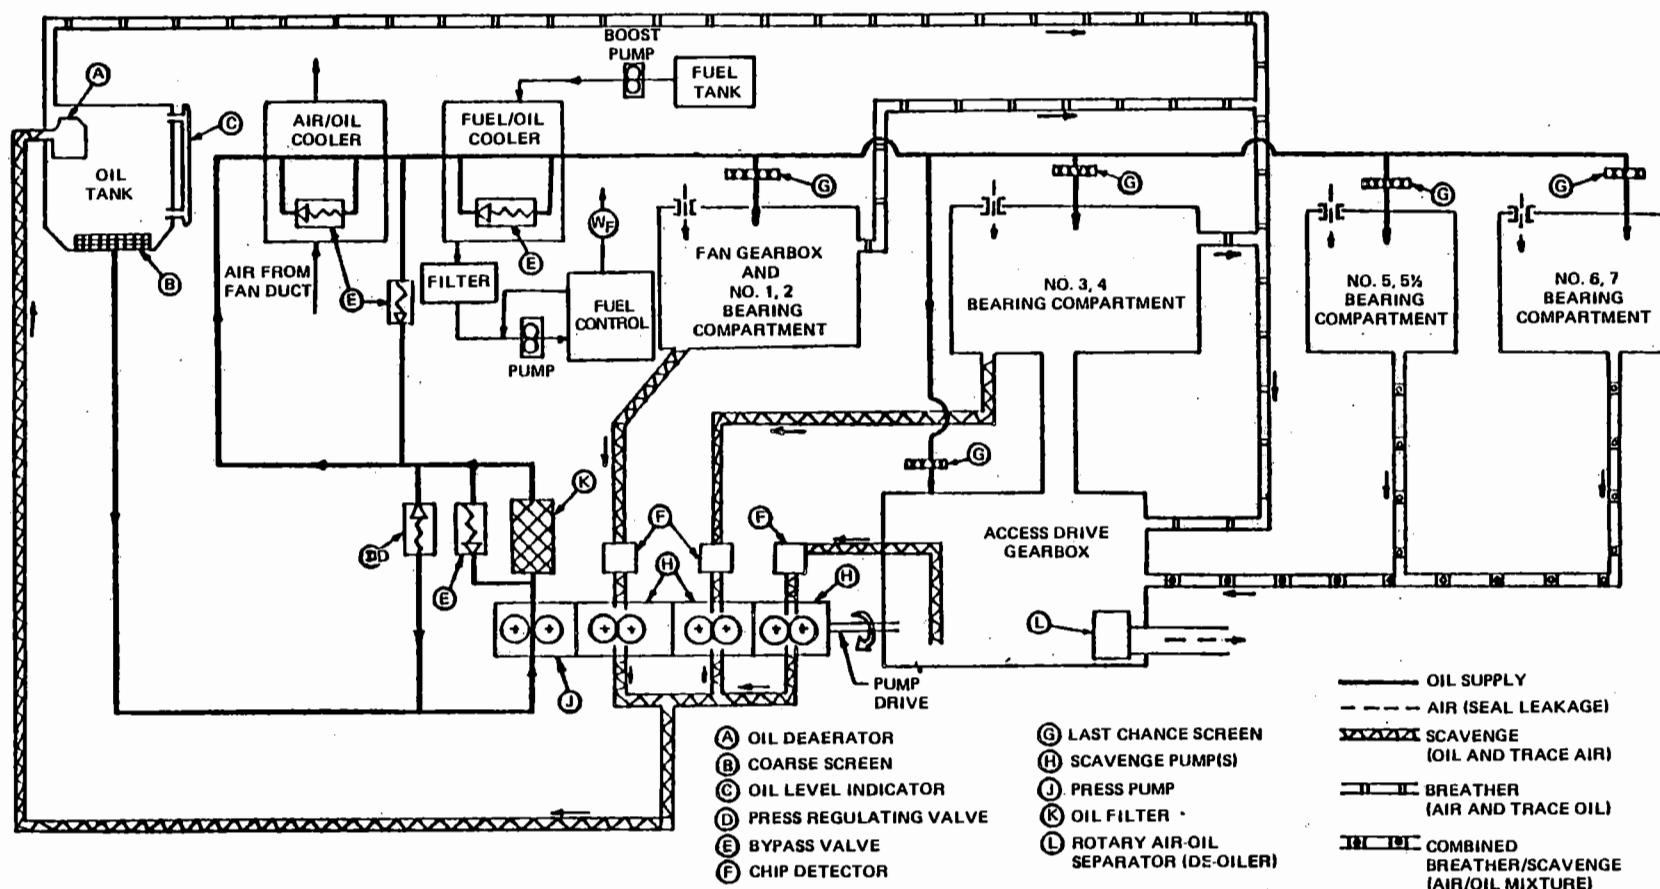 BOOST
PUMP
FUEL
TANK
A
AIR/OIL
COOLER
FUEL/OIL
COOLER
C
OIL
TANK
G
G
G
G
WF
E
B
AIR FROM
FAN DUCT
E
FILTER
FUEL
CONTROL
PUMP
FAN GEARBOX
AND
NO. 1, 2
BEARING
COMPARTMENT
NO. 3, 4
BEARING COMPARTMENT
NO. 5, 5½
BEARING
COMPARTMENT
NO. 6, 7
BEARING
COMPARTMENT
G
K
F
F
D
E
H
H
ACCESS DRIVE
GEARBOX
L
J
PUMP
DRIVE
A OIL DEAERATOR
B COARSE SCREEN
C OIL LEVEL INDICATOR
D PRESS REGULATING VALVE
E BYPASS VALVE
F CHIP DETECTOR
G LAST CHANCE SCREEN
H SCAVENGE PUMP(S)
J PRESS PUMP
K OIL FILTER
L ROTARY AIR-OIL
SEPARATOR (DE-OILER)
OIL SUPPLY
AIR (SEAL LEAKAGE)
SCAVENGE
(OIL AND TRACE AIR)
BREATHER
(AIR AND TRACE OIL)
COMBINED
BREATHER/SCAVENGE
(AIR/OIL MIXTURE)